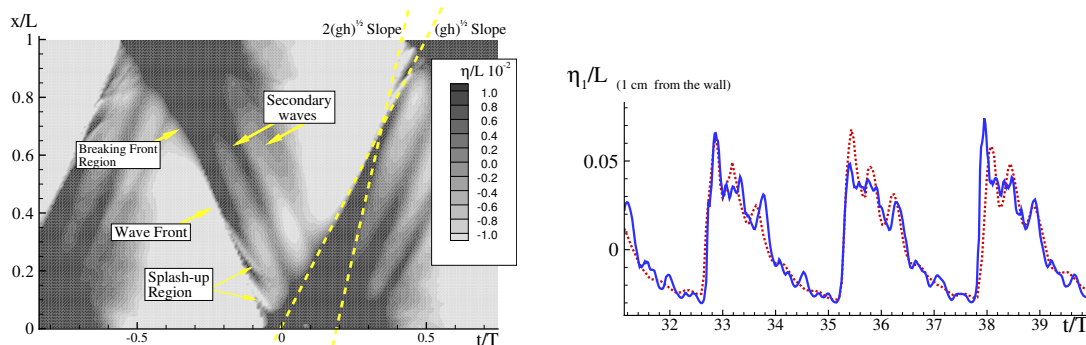 x/L
2(gh)^½ Slope
(gh)^½ Slope
1
0.8
0.6
0.4
0.2
0
-0.5
0
0.5
t/T
η/L 10⁻²
1.0
0.8
0.6
0.4
0.2
0.0
-0.2
-0.4
-0.6
-0.8
-1.0
Secondary
waves
Breaking Front
Region
Wave Front
Splash-up
Region
η₁/L (1 cm from the wall)
0.05
0
32
33
34
35
36
37
38
39
t/T